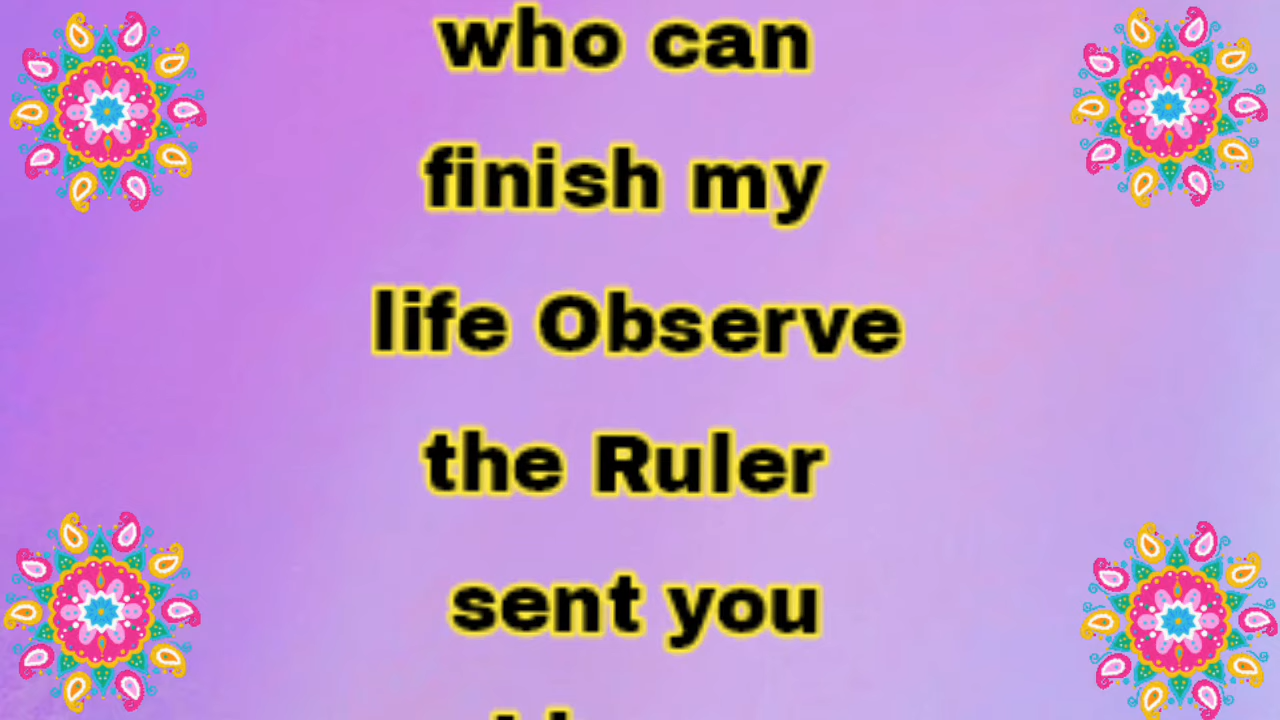 who can
finish my
life Observe
the Ruler
sent you